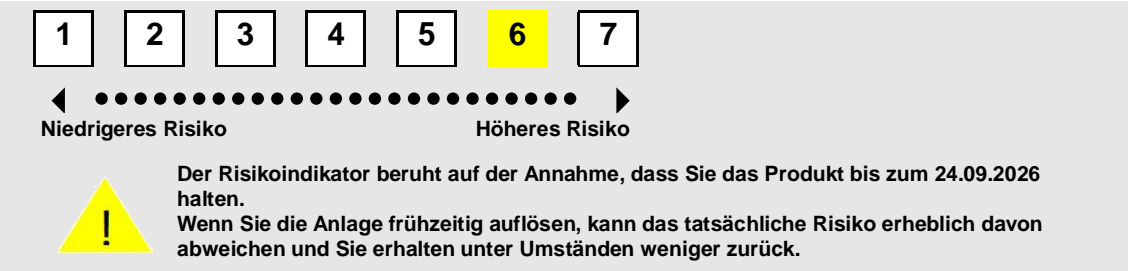 1 2 3 4 5 6 7
Niedrigeres Risiko Höheres Risiko
Der Risikoindikator beruht auf der Annahme, dass Sie das Produkt bis zum 24.09.2026
halten.
Wenn Sie die Anlage frühzeitig auflösen, kann das tatsächliche Risiko erheblich davon
abweichen und Sie erhalten unter Umständen weniger zurück.
!